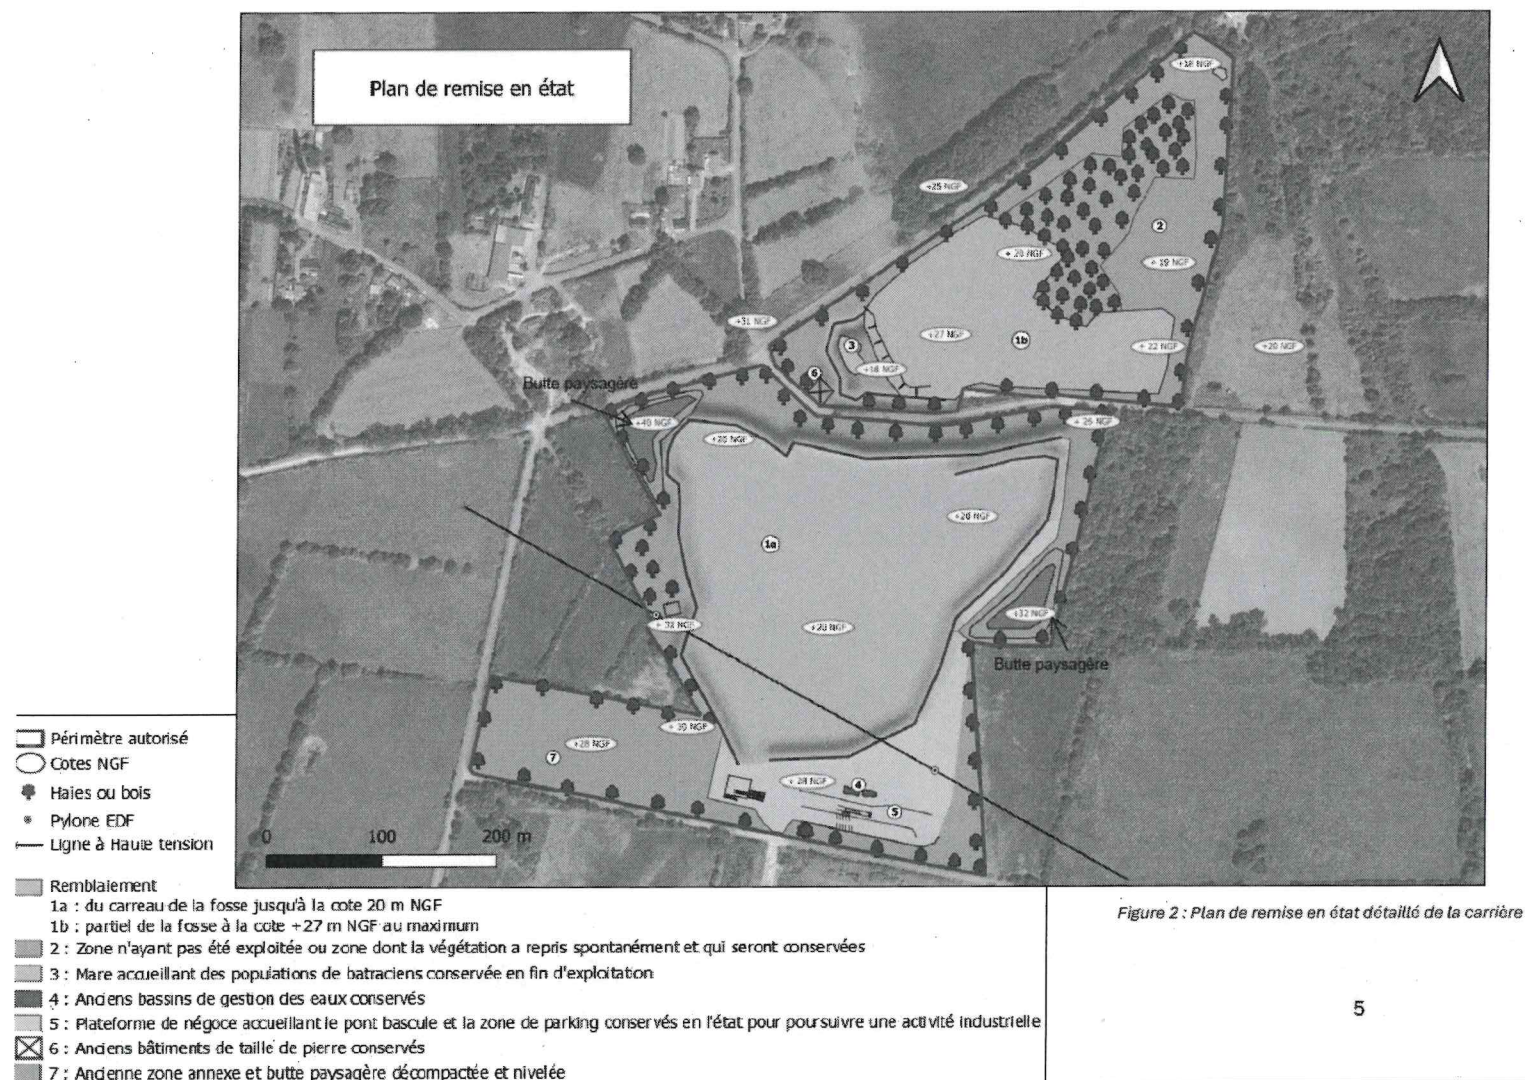 Plan de remise en état
+18 NGF
+25 NGF
2
+ 20 NGF
+ 19 NGF
+31 NGF
+27 NGF
1b
+ 22 NGF
+20 NGF
3
+18 NGF
6
Butte paysagère
+40 NGF
+ 26 NGF
+20 NGF
+20 NGF
1a
+32 NGF
+20 NGF
NGF
Butte paysagère
+ 30 NGF
+28 NGF
7
+ 28 NGF
4
5
Périmètre autorisé
Cotes NGF
Haies ou bois
Pylone EDF
Ligne à Haute tension
0 100 200 m
Remblaiement
1a : du carreau de la fosse jusqu'à la cote 20 m NGF
1b : partiel de la fosse à la cote +27 m NGF au maximum
2 : Zone n'ayant pas été exploitée ou zone dont la végétation a repris spontanément et qui seront conservées
3 : Mare accueillant des populations de batraciens conservée en fin d'exploitation
4 : Anciens bassins de gestion des eaux conservés
5 : Plateforme de négoce accueillant le pont bascule et la zone de parking conservés en l'état pour poursuivre une activité industrielle
6 : Anciens bâtiments de taille de pierre conservés
7 : Ancienne zone annexe et butte paysagère décompactée et nivelée
Figure 2 : Plan de remise en état détaillé de la carrière
5